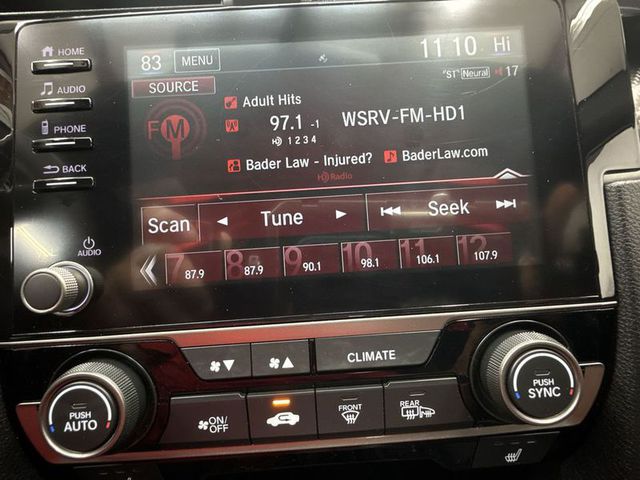 HOME
AUDIO
PHONE
BACK
AUDIO
83 MENU 11 10 Hi
SOURCE "ST" Neural 17
FM
Adult Hits
97.1 -1 WSRV-FM-HD1
HD 1 2 3 4
Bader Law - Injured? BaderLaw.com
HD Radio
Scan Tune Seek
7 8 9 10 11 12
87.9 87.9 90.1 98.1 106.1 107.9
CLIMATE
PUSH AUTO
ON/OFF
FRONT
REAR
PUSH SYNC